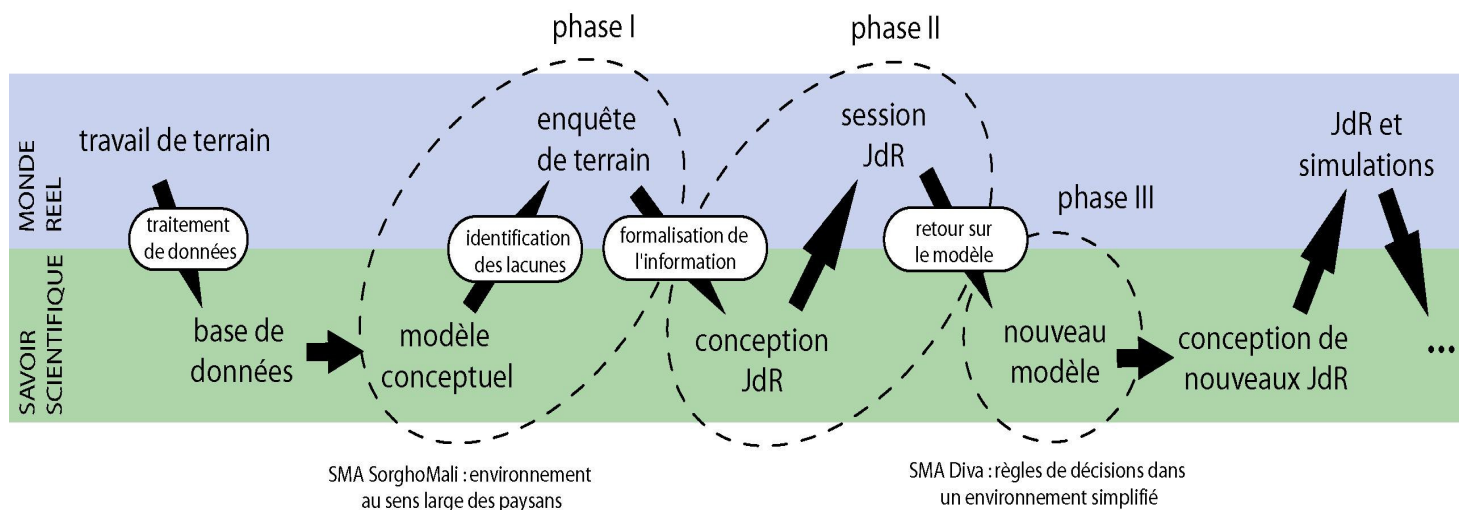 phase I
phase II
MONDE
REEL
travail de terrain
enquête
de terrain
session
JdR
JdR et
simulations
phase III
traitement
de données
identification
des lacunes
formalisation de
l'information
retour sur
le modèle
SAVOIR
SCIENTIFIQUE
base de
données
modèle
conceptuel
conception
JdR
nouveau
modèle
conception de
nouveaux JdR
...
SMA SorghoMali : environnement
au sens large des paysans
SMA Diva : règles de décisions dans
un environnement simplifié